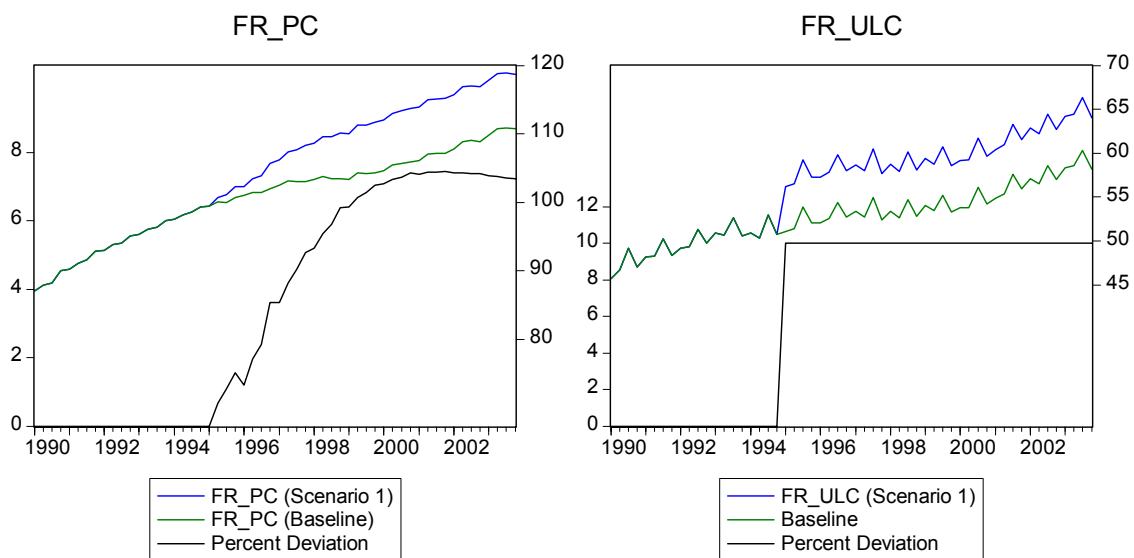 FR_PC
FR_ULC
120
110
100
90
80
8
6
4
2
0
1990 1992 1994 1996 1998 2000 2002
70
65
60
55
50
45
12
10
8
6
4
2
0
1990 1992 1994 1996 1998 2000 2002
FR_PC (Scenario 1)
FR_PC (Baseline)
Percent Deviation
FR_ULC (Scenario 1)
Baseline
Percent Deviation